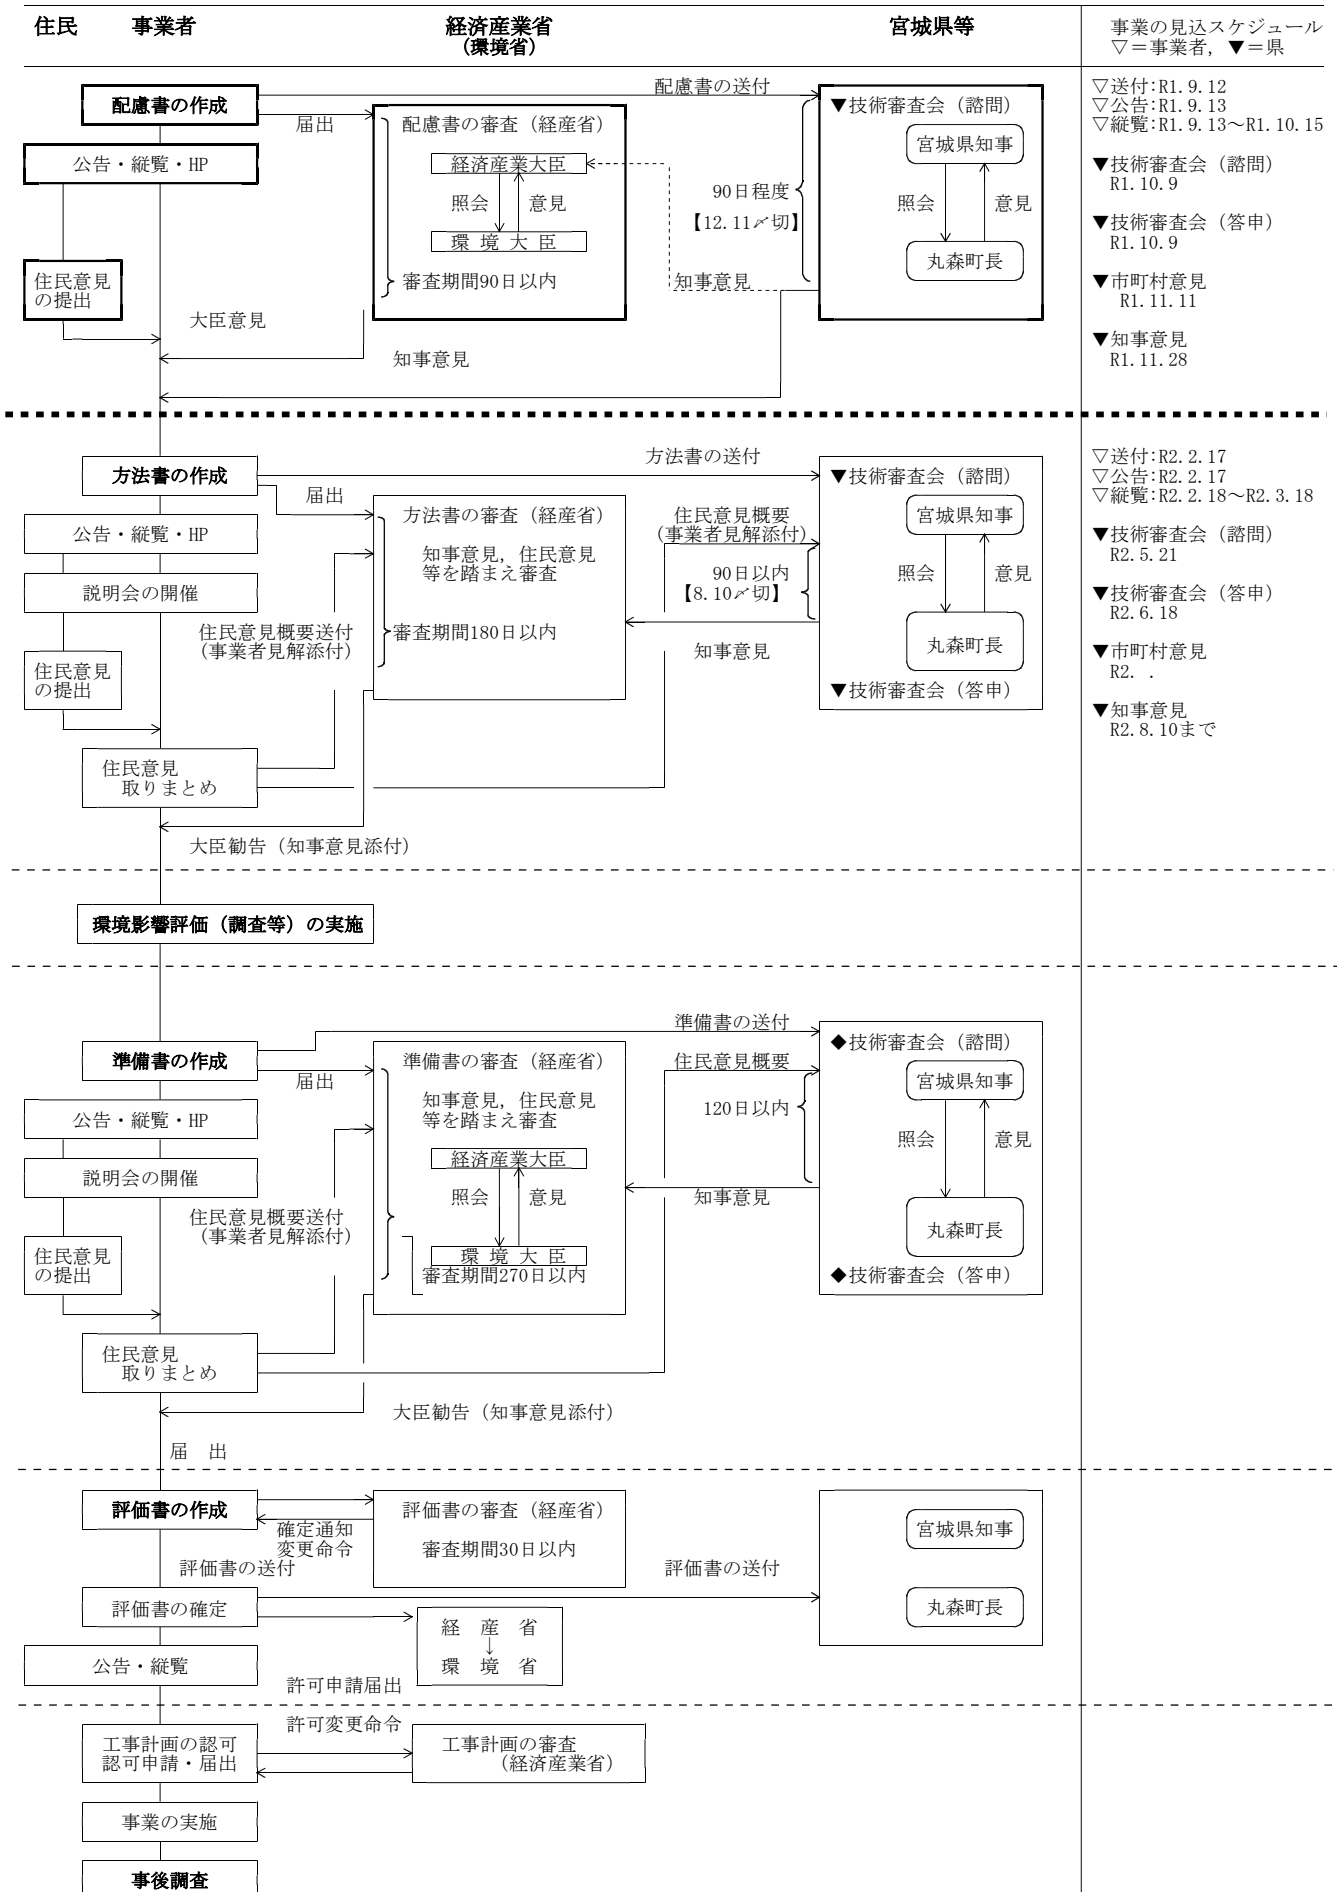 住民 事業者 経済産業省 宮城県等 事業の見込スケジュール
(環境省) ▽＝事業者，▼＝県
配慮書の送付
▽送付:R1.9.12
配慮書の作成
▼技術審査会（諮問）
▽公告:R1.9.13
届出
配慮書の審査（経産省）
▽縦覧:R1.9.13～R1.10.15
宮城県知事
公告・縦覧・HP
経済産業大臣
▼技術審査会（諮問）
R1.10.9
90日程度
照会 意見
照会 意見
【12.11〆切】
▼技術審査会（答申）
R1.10.9
環 境 大 臣
丸森町長
住民意見
の提出
審査期間90日以内
知事意見
▼市町村意見
R1.11.11
大臣意見
知事意見
▼知事意見
R1.11.28
方法書の送付
▽送付:R2.2.17
方法書の作成
▼技術審査会（諮問）
▽公告:R2.2.17
届出
▽縦覧:R2.2.18～R2.3.18
方法書の審査（経産省）
住民意見概要
(事業者見解添付)
宮城県知事
公告・縦覧・HP
▼技術審査会（諮問）
R2.5.21
知事意見，住民意見
等を踏まえ審査
90日以内
【8.10〆切】
照会 意見
説明会の開催
▼技術審査会（答申）
R2.6.18
住民意見概要送付
(事業者見解添付)
審査期間180日以内
丸森町長
知事意見
▼市町村意見
R2. .
住民意見
の提出
▼技術審査会（答申）
▼知事意見
R2.8.10まで
住民意見
取りまとめ
大臣勧告（知事意見添付）
環境影響評価（調査等）の実施
準備書の送付
準備書の作成
◆技術審査会（諮問）
届出
準備書の審査（経産省）
住民意見概要
宮城県知事
公告・縦覧・HP
知事意見，住民意見
等を踏まえ審査
120日以内
照会 意見
経済産業大臣
説明会の開催
照会 意見
知事意見
住民意見概要送付
（事業者見解添付）
丸森町長
住民意見
の提出
環 境 大 臣
審査期間270日以内
◆技術審査会（答申）
住民意見
取りまとめ
大臣勧告（知事意見添付）
届 出
評価書の作成
評価書の審査（経産省）
宮城県知事
確定通知
変更命令
審査期間30日以内
評価書の送付
評価書の送付
評価書の確定
丸森町長
経 産 省
↓
環 境 省
公告・縦覧
許可申請届出
許可変更命令
工事計画の認可
認可申請・届出
工事計画の審査
（経済産業省）
事業の実施
事後調査